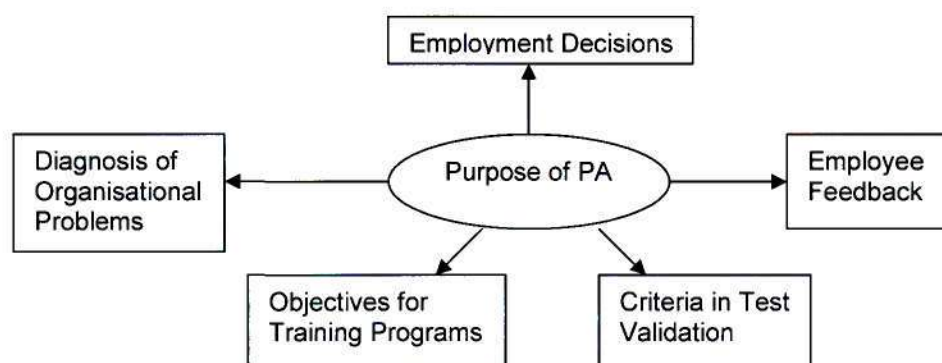 Employment Decisions
Diagnosis of
Organisational
Problems
Purpose of PA
Employee
Feedback
Objectives for
Training Programs
Criteria in Test
Validation